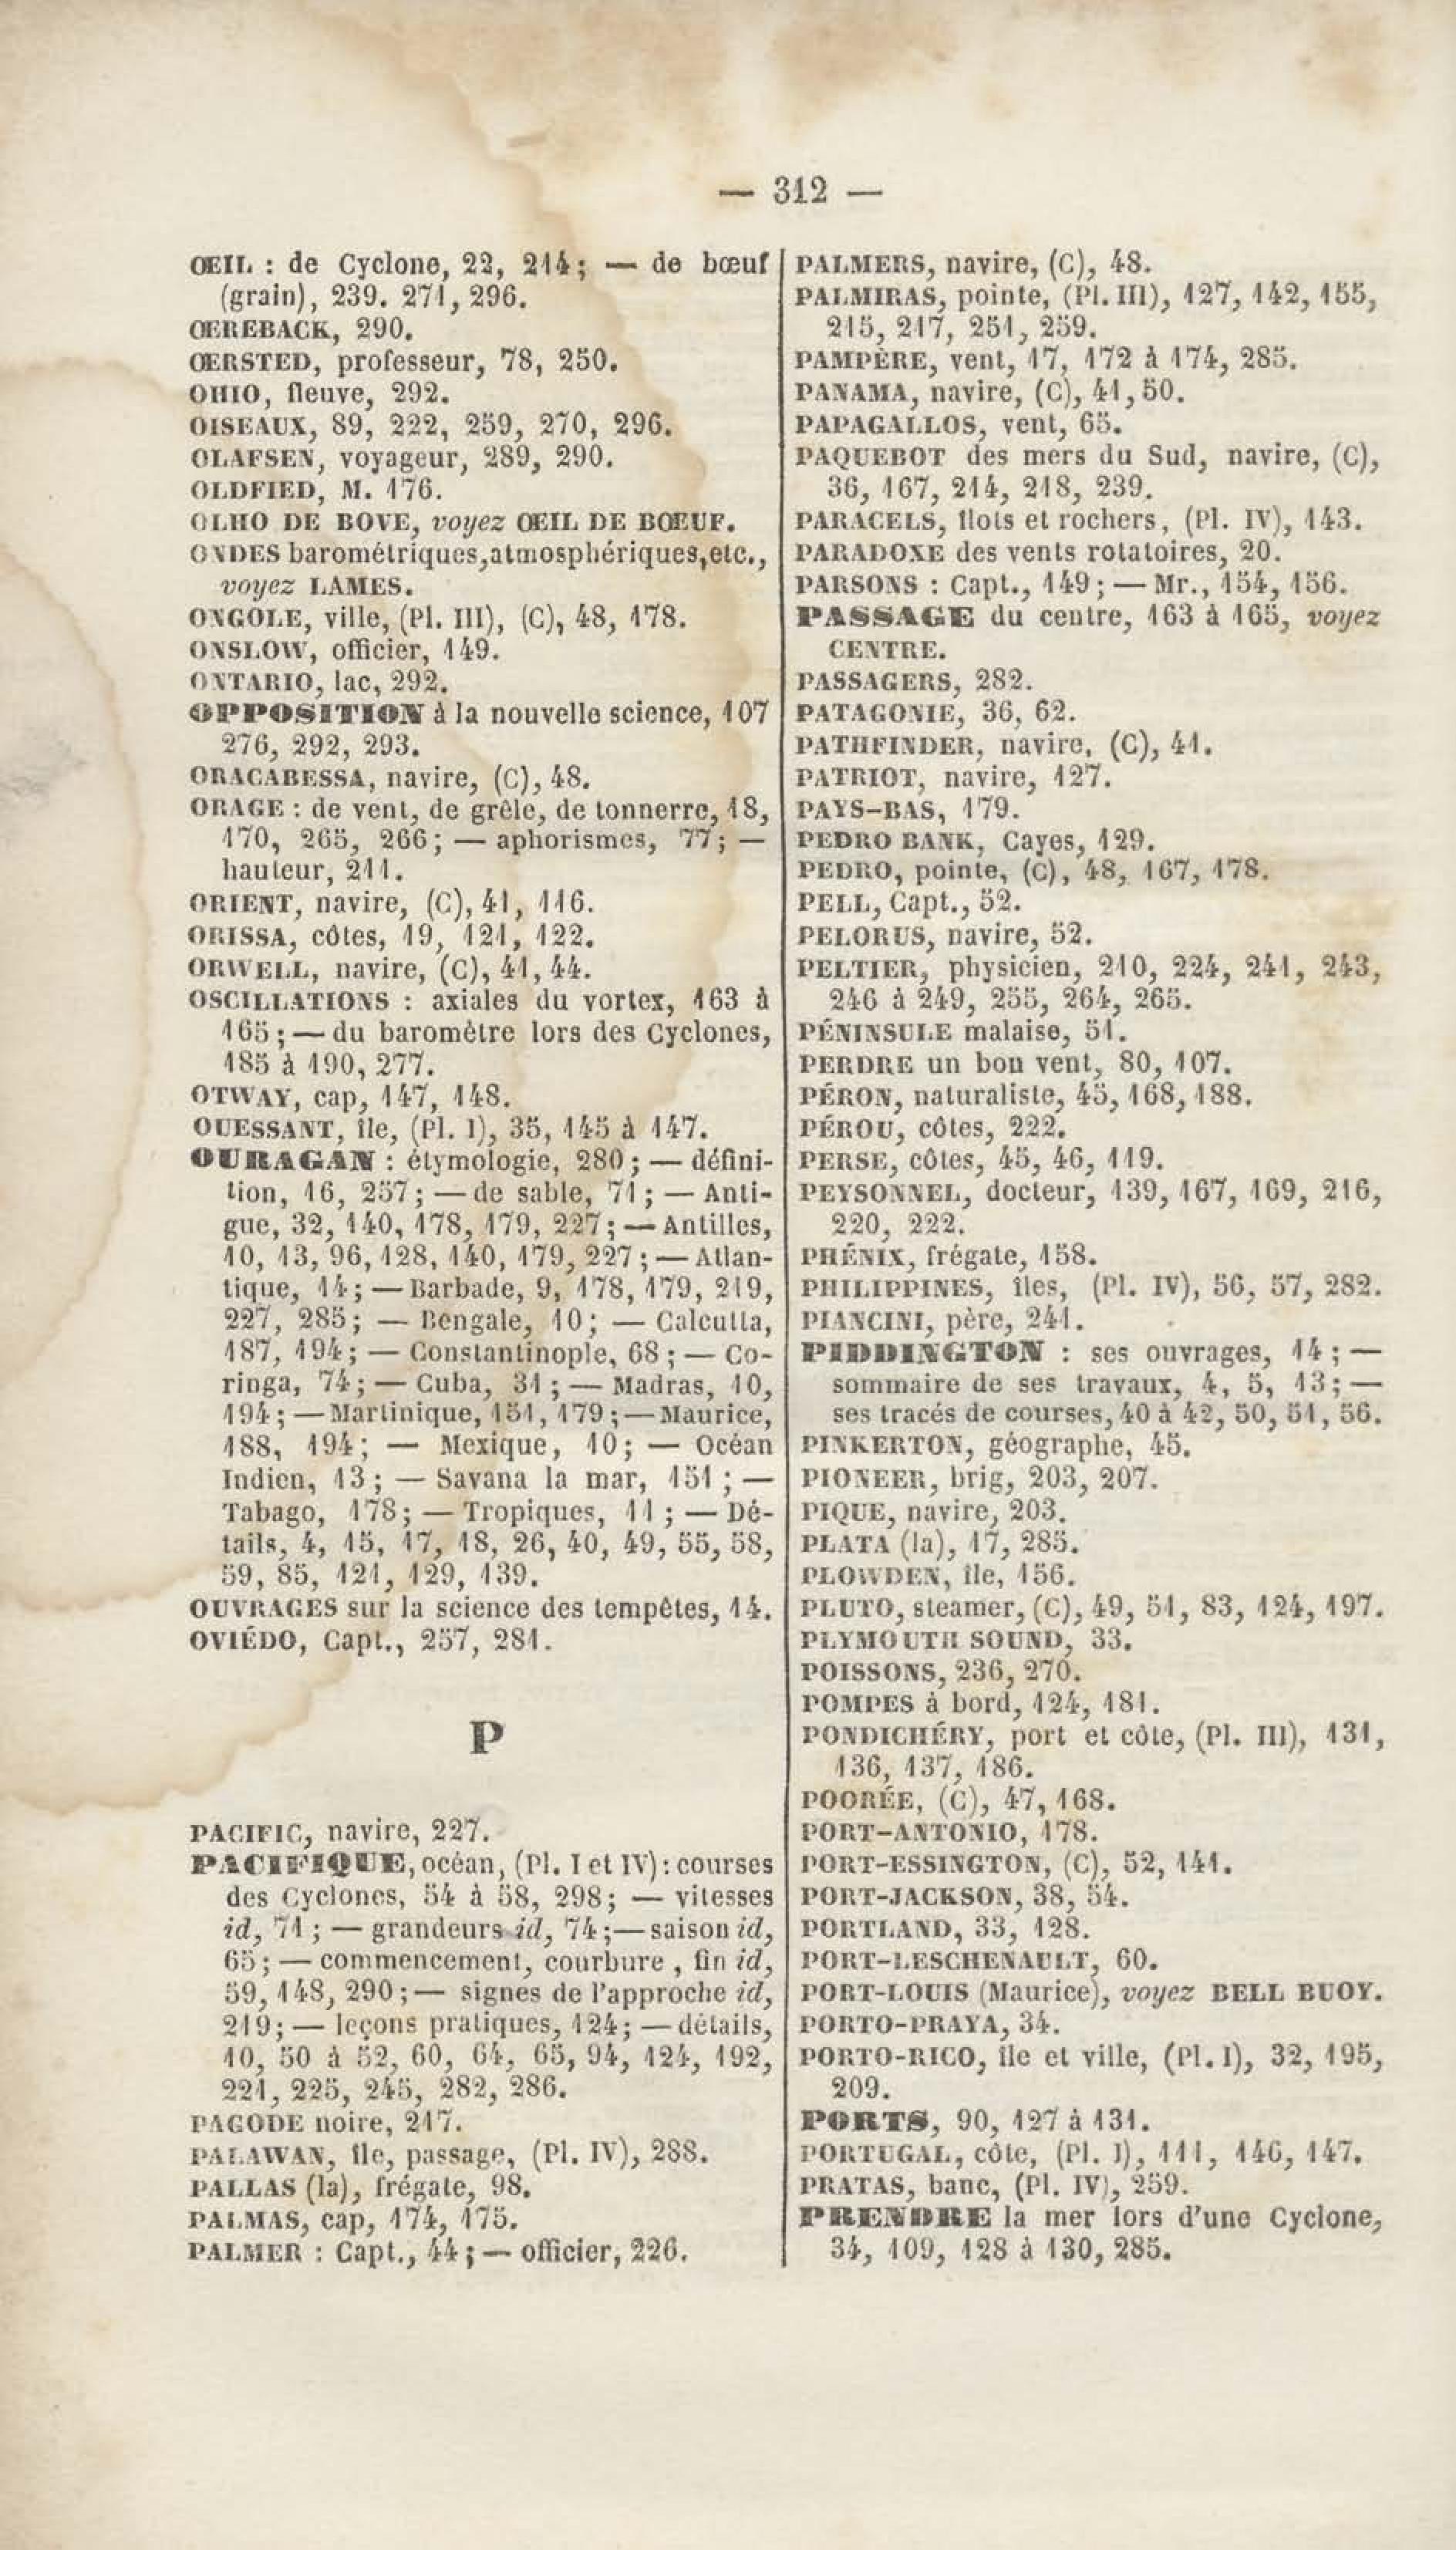 — 312 —
ŒIL : de Cyclone, 22, 214; — de bœuf
(grain), 239. 271, 296.
ŒREBACK, 290.
ŒRSTED, professeur, 78, 250.
OHIO, fleuve, 292.
OISEAUX, 89, 222, 259, 270, 296.
OLAFSEN, voyageur, 289, 290.
OLDFIED, M. 176.
OLHO DE BOVE, voyez ŒIL DE BŒUF.
ONDES barométriques, atmosphériques, etc.,
voyez LAMES.
ONGOLE, ville, (Pl. III), (C), 48, 178.
ONSLOW, officier, 149.
ONTARIO, lac, 292.
OPPOSITION à la nouvelle science, 107
276, 292, 293.
ORACABESSA, navire, (C), 48.
ORAGE : de vent, de grêle, de tonnerre, 18,
170, 265, 266; — aphorismes, 77; —
hauteur, 211.
ORIENT, navire, (C), 41, 116.
ORISSA, côtes, 19, 121, 122.
ORWELL, navire, (C), 41, 44.
OSCILLATIONS : axiales du vortex, 163 à
165; — du baromètre lors des Cyclones,
185 à 190, 277.
OTWAY, cap, 147, 148.
OUESSANT, île, (Pl. I), 35, 145 à 147.
OURAGAN : étymologie, 280; — défini-
tion, 16, 257; — de sable, 71; — Anti-
gue, 32, 140, 178, 179, 227; — Antilles,
10, 13, 96, 128, 140, 179, 227; — Atlan-
tique, 14; — Barbade, 9, 178, 179, 219,
227, 285; — Bengale, 10; — Calcutta,
187, 194; — Constantinople, 68; — Co-
ringa, 74; — Cuba, 31; — Madras, 10,
194; — Martinique, 151, 179; — Maurice,
188, 194; — Mexique, 10; — Océan
Indien, 13; — Savana la mar, 151; —
Tabago, 178; — Tropiques, 11; — Dé-
tails, 4, 15, 17, 18, 26, 40, 49, 55, 58,
59, 85, 121, 129, 139.
OUVRAGES sur la science des tempêtes, 14.
OVIÉDO, Capt., 257, 281.
P
PACIFIC, navire, 227.
PACIFIQUE, océan, (Pl. I et IV) : courses
des Cyclones, 54 à 58, 298; — vitesses
id, 71; — grandeurs id, 74; — saison id,
65; — commencement, courbure, fin id,
59, 148, 290; — signes de l'approche id,
219; — leçons pratiques, 124; — détails,
10, 50 à 52, 60, 64, 65, 94, 124, 192,
221, 225, 245, 282, 286.
PAGODE noire, 217.
PALAWAN, île, passage, (Pl. IV), 288.
PALLAS (la), frégate, 98.
PALMAS, cap, 174, 175.
PALMER : Capt., 44; — officier, 226.
PALMERS, navire, (C), 48.
PALMIRAS, pointe, (Pl. III), 127, 142, 155,
215, 217, 251, 259.
PAMPÈRE, vent, 17, 172 à 174, 285.
PANAMA, navire, (C), 41, 50.
PAPAGALLOS, vent, 65.
PAQUEBOT des mers du Sud, navire, (C),
36, 167, 214, 218, 239.
PARACELS, îlots et rochers, (Pl. IV), 143.
PARADOXE des vents rotatoires, 20.
PARSONS : Capt., 149; — Mr., 154, 156.
PASSAGE du centre, 163 à 165, voyez
CENTRE.
PASSAGERS, 282.
PATAGONIE, 36, 62.
PATHFINDER, navire, (C), 41.
PATRIOT, navire, 127.
PAYS-BAS, 179.
PEDRO BANK, Cayes, 129.
PEDRO, pointe, (C), 48, 167, 178.
PELL, Capt., 52.
PELORUS, navire, 52.
PELTIER, physicien, 210, 224, 241, 243,
246 à 249, 255, 264, 265.
PÉNINSULE malaise, 51.
PERDRE un bon vent, 80, 107.
PÉRON, naturaliste, 45, 168, 188.
PÉROU, côtes, 222.
PERSE, côtes, 45, 46, 119.
PEYSONNEL, docteur, 139, 167, 169, 216,
220, 222.
PHÉNIX, frégate, 158.
PHILIPPINES, îles, (Pl. IV), 56, 57, 282.
PIANCINI, père, 241.
PIDDINGTON : ses ouvrages, 14; —
sommaire de ses travaux, 4, 5, 13; —
ses tracés de courses, 40 à 42, 50, 51, 56.
PINKERTON, géographe, 45.
PIONEER, brig, 203, 207.
PIQUE, navire, 203.
PLATA (la), 17, 285.
PLOWDEN, île, 156.
PLUTO, steamer, (C), 49, 51, 83, 124, 197.
PLYMOUTH SOUND, 33.
POISSONS, 236, 270.
POMPES à bord, 124, 181.
PONDICHÉRY, port et côte, (Pl. III), 131,
136, 137, 186.
POORÉE, (C), 47, 168.
PORT-ANTONIO, 178.
PORT-ESSINGTON, (C), 52, 141.
PORT-JACKSON, 38, 54.
PORTLAND, 33, 128.
PORT-LESCHENAULT, 60.
PORT-LOUIS (Maurice), voyez BELL BUOY.
PORTO-PRAYA, 34.
PORTO-RICO, île et ville, (Pl. I), 32, 195,
209.
PORTS, 90, 127 à 131.
PORTUGAL, côte, (Pl. I), 111, 146, 147.
PRATAS, banc, (Pl. IV), 259.
PRENDRE la mer lors d'une Cyclone,
34, 109, 128 à 130, 285.